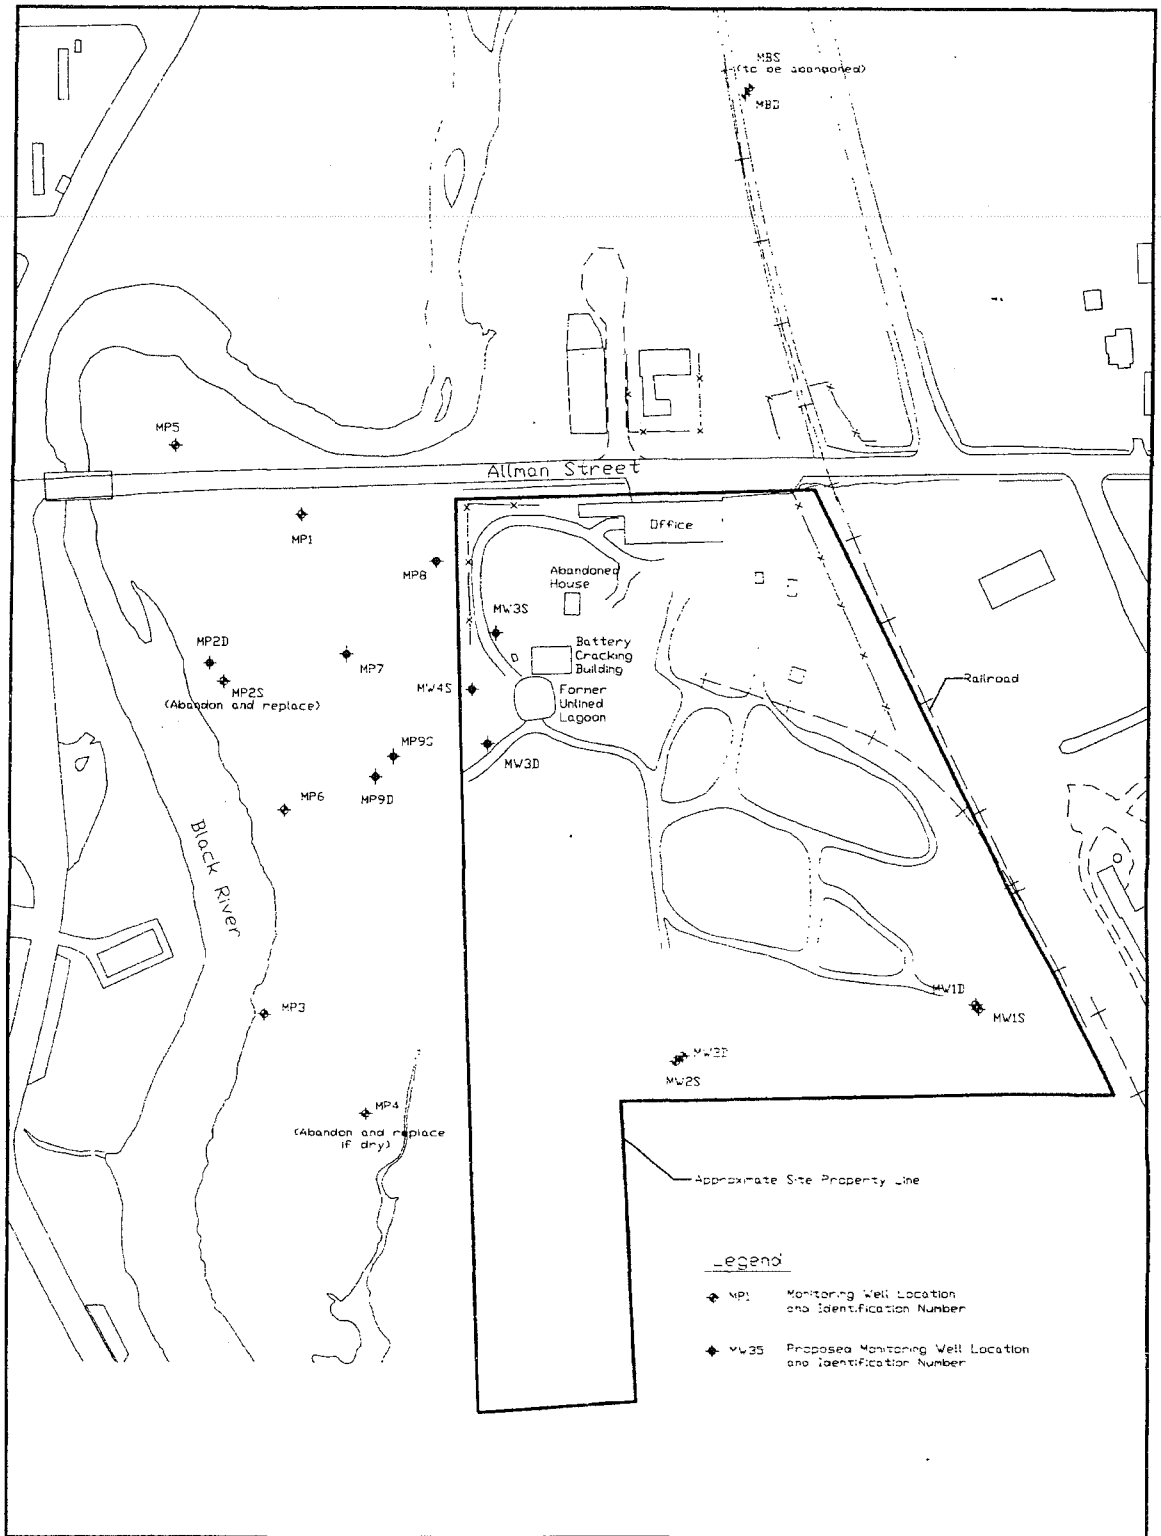 MBS
(to be abandoned)
MBD
MP5
Allman Street
Office
MP1
MP8
Abandoned
House
MW3S
MP2D
Battery
Cracking
Building
MP7
MP2S
(Abandon and replace)
MW4S
Former
Unlined
Lagoon
Railroad
MP9S
MW3D
MP9D
MP6
Black River
MW1D
MP3
MW1S
MW2D
MW2S
MP4
(Abandon and replace
if dry)
Approximate Site Property Line
Legend
MP1
Monitoring Well Location
and Identification Number
MW3S
Proposed Monitoring Well Location
and Identification Number